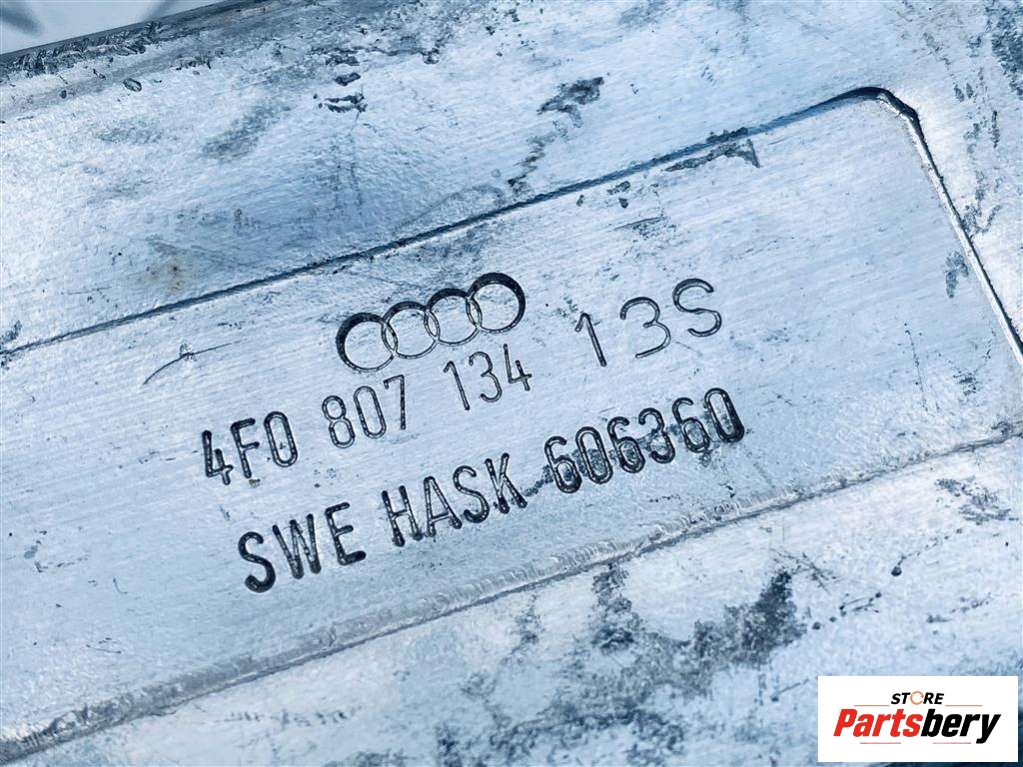 4F0 807 134 13S
SWE HASK 606360
STORE
Partsbery